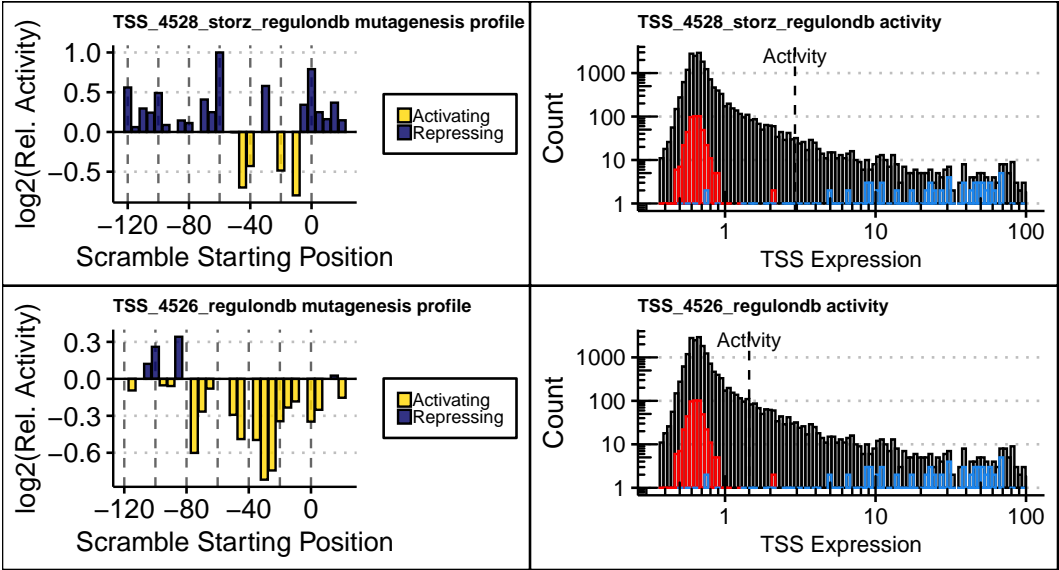 TSS_4528_storz_regulondb mutagenesis profile
log2(Rel. Activity)
1.0
0.5
0.0
−0.5
−120
−80
−40
0
Scramble Starting Position
Activating
Repressing
TSS_4528_storz_regulondb activity
Activity
Count
1000
100
10
1
1
10
100
TSS Expression
TSS_4526_regulondb mutagenesis profile
log2(Rel. Activity)
0.3
0.0
−0.3
−0.6
−120
−80
−40
0
Scramble Starting Position
Activating
Repressing
TSS_4526_regulondb activity
Activity
Count
1000
100
10
1
1
10
100
TSS Expression